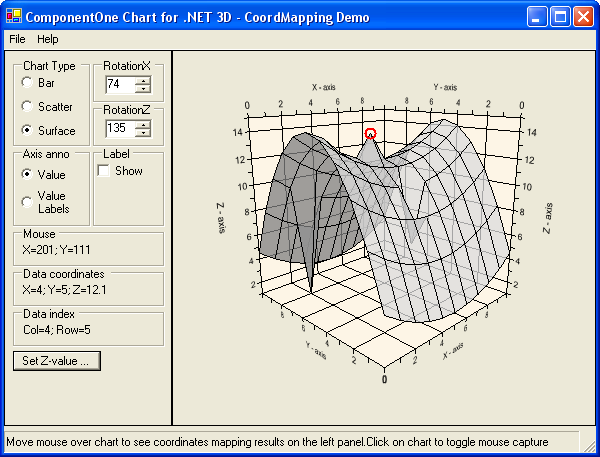 ComponentOne Chart for .NET 3D - CoordMapping Demo
File Help
Chart Type
Bar
Scatter
Surface
RotationX
74
RotationZ
135
Axis anno
Value
Value
Labels
Label
Show
Mouse
X=201; Y=111
Data coordinates
X=4; Y=5; Z=12.1
Data index
Col=4; Row=5
Set Z-value ...
X - axis Y - axis
0 2 4 6 8 8 6 4 2 0
14 14
12 12
10 10
8 8
6 6
4 4
2 2
Z - axis Z - axis
8 6 4 2 0 2 4 6 8
Y - axis X - axis
0
Move mouse over chart to see coordinates mapping results on the left panel.Click on chart to toggle mouse capture